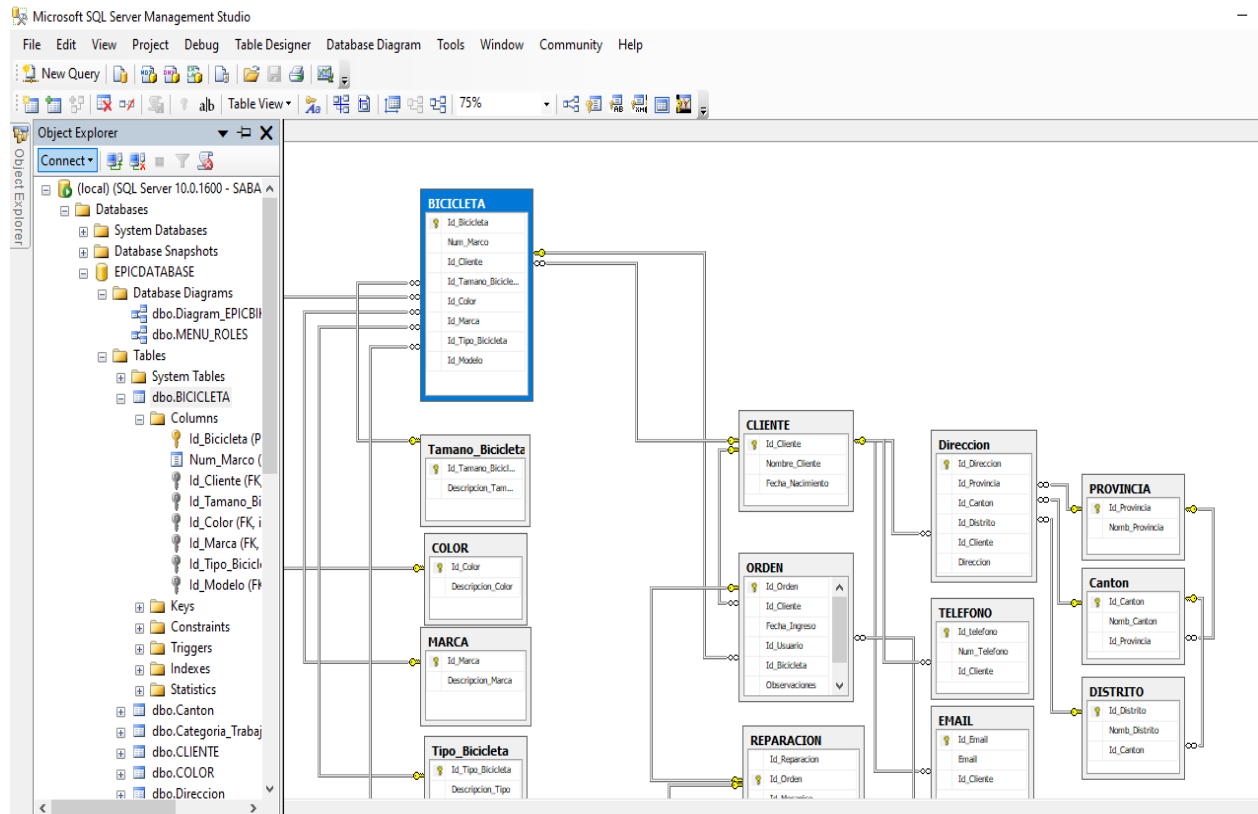 Microsoft SQL Server Management Studio
File Edit View Project Debug Table Designer Database Diagram Tools Window Community Help
New Query
Table View 75%
Object Explorer
Object Explorer
Connect
(local) (SQL Server 10.0.1600 - SABA
Databases
System Databases
Database Snapshots
EPICDATABASE
Database Diagrams
dbo.Diagram_EPICBI
dbo.MENU_ROLES
Tables
System Tables
dbo.BICICLETA
Columns
Id_Bicicleta (P
Num_Marco (
Id_Cliente (FK,
Id_Tamano_Bi
Id_Color (FK, i
Id_Marca (FK,
Id_Tipo_Bicicl
Id_Modelo (FK
Keys
Constraints
Triggers
Indexes
Statistics
dbo.Canton
dbo.Categoria_Trabaj
dbo.CLIENTE
dbo.COLOR
dbo.Direccion
BICICLETA
Id_Bicicleta
Num_Marco
Id_Cliente
Id_Tamano_Bicicle...
Id_Color
Id_Marca
Id_Tipo_Bicicleta
Id_Modelo
Tamano_Bicicleta
Id_Tamano_Bicicl...
Descripcion_Tam...
COLOR
Id_Color
Descripcion_Color
MARCA
Id_Marca
Descripcion_Marca
Tipo_Bicicleta
Id_Tipo_Bicicleta
Descripcion_Tipo
CLIENTE
Id_Cliente
Nombre_Cliente
Fecha_Nacimiento
ORDEN
Id_Orden
Id_Cliente
Fecha_Ingreso
Id_Usuario
Id_Bicicleta
Observaciones
REPARACION
Id_Reparacion
Id_Orden
Direccion
Id_Direccion
Id_Provincia
Id_Canton
Id_Distrito
Id_Cliente
Direccion
TELEFONO
Id_telefono
Num_Telefono
Id_Cliente
EMAIL
Id_Email
Email
Id_Cliente
PROVINCIA
Id_Provincia
Nomb_Provincia
Canton
Id_Canton
Nomb_Canton
Id_Provincia
DISTRITO
Id_Distrito
Nomb_Distrito
Id_Canton